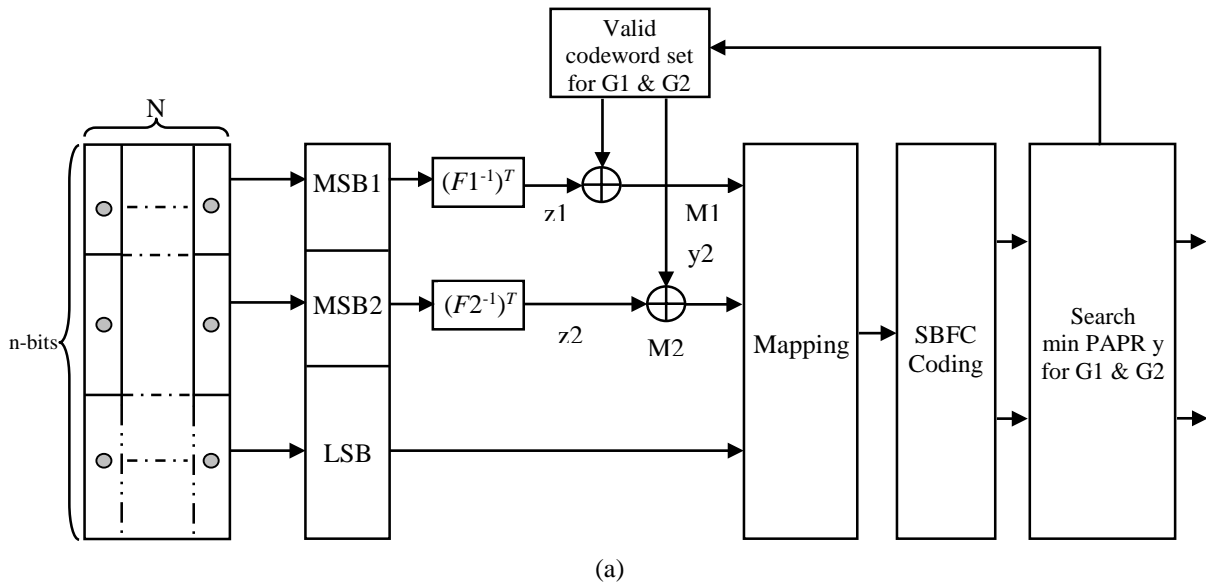 Valid
codeword set
for G1 & G2
N
n-bits
MSB1
(F1⁻¹)ᵀ
z1
M1
y2
MSB2
(F2⁻¹)ᵀ
z2
M2
LSB
Mapping
SBFC
Coding
Search
min PAPR y
for G1 & G2
(a)